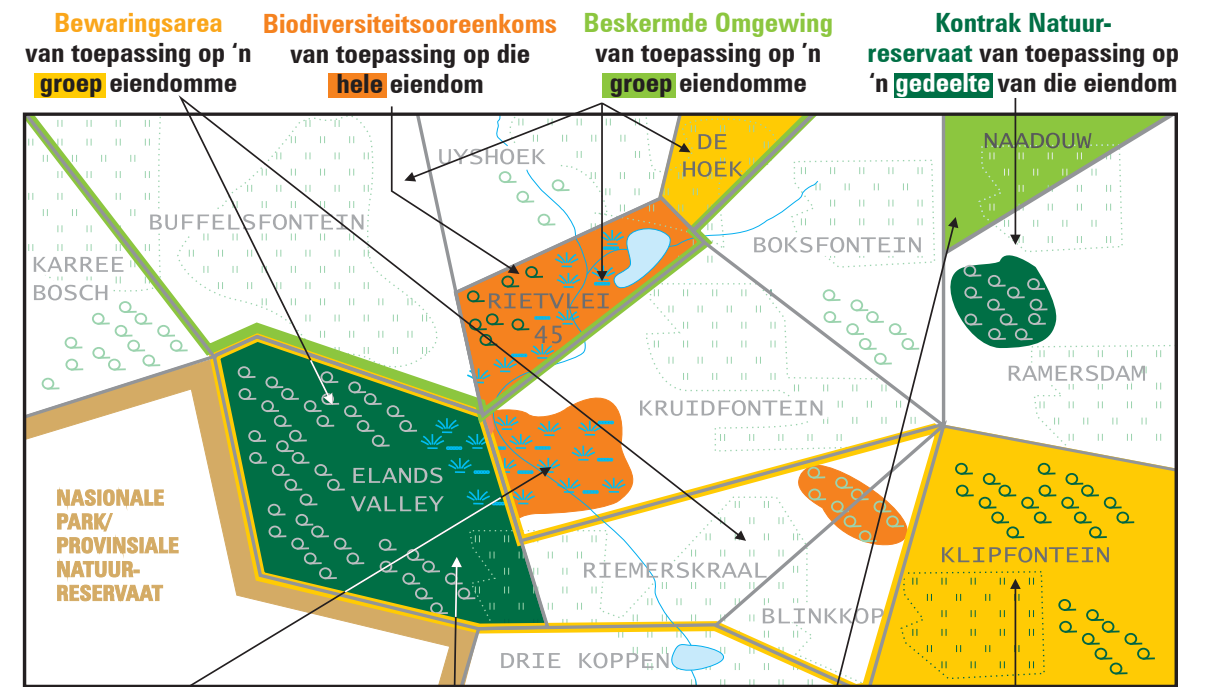 Bewaringsarea
van toepassing op ‘n
groep eiendomme
Biodiversiteitsooreenkoms
van toepassing op die
hele eiendom
Beskermde Omgewing
van toepassing op ’n
groep eiendomme
Kontrak Natuur-
reservaat van toepassing op
‘n gedeelte van die eiendom
UYSHOEK
DE
HOEK
NAADOUW
BUFFELSFONTEIN
KARREE
BOSCH
BOKSFONTEIN
RIETVLEI
45
RAMERSDAM
KRUIDFONTEIN
ELANDS
VALLEY
NASIONALE
PARK/
PROVINSIALE
NATUUR-
RESERVAAT
KLIPFONTEIN
RIEMERSKRAAL
BLINKKOP
DRIE KOPPEN